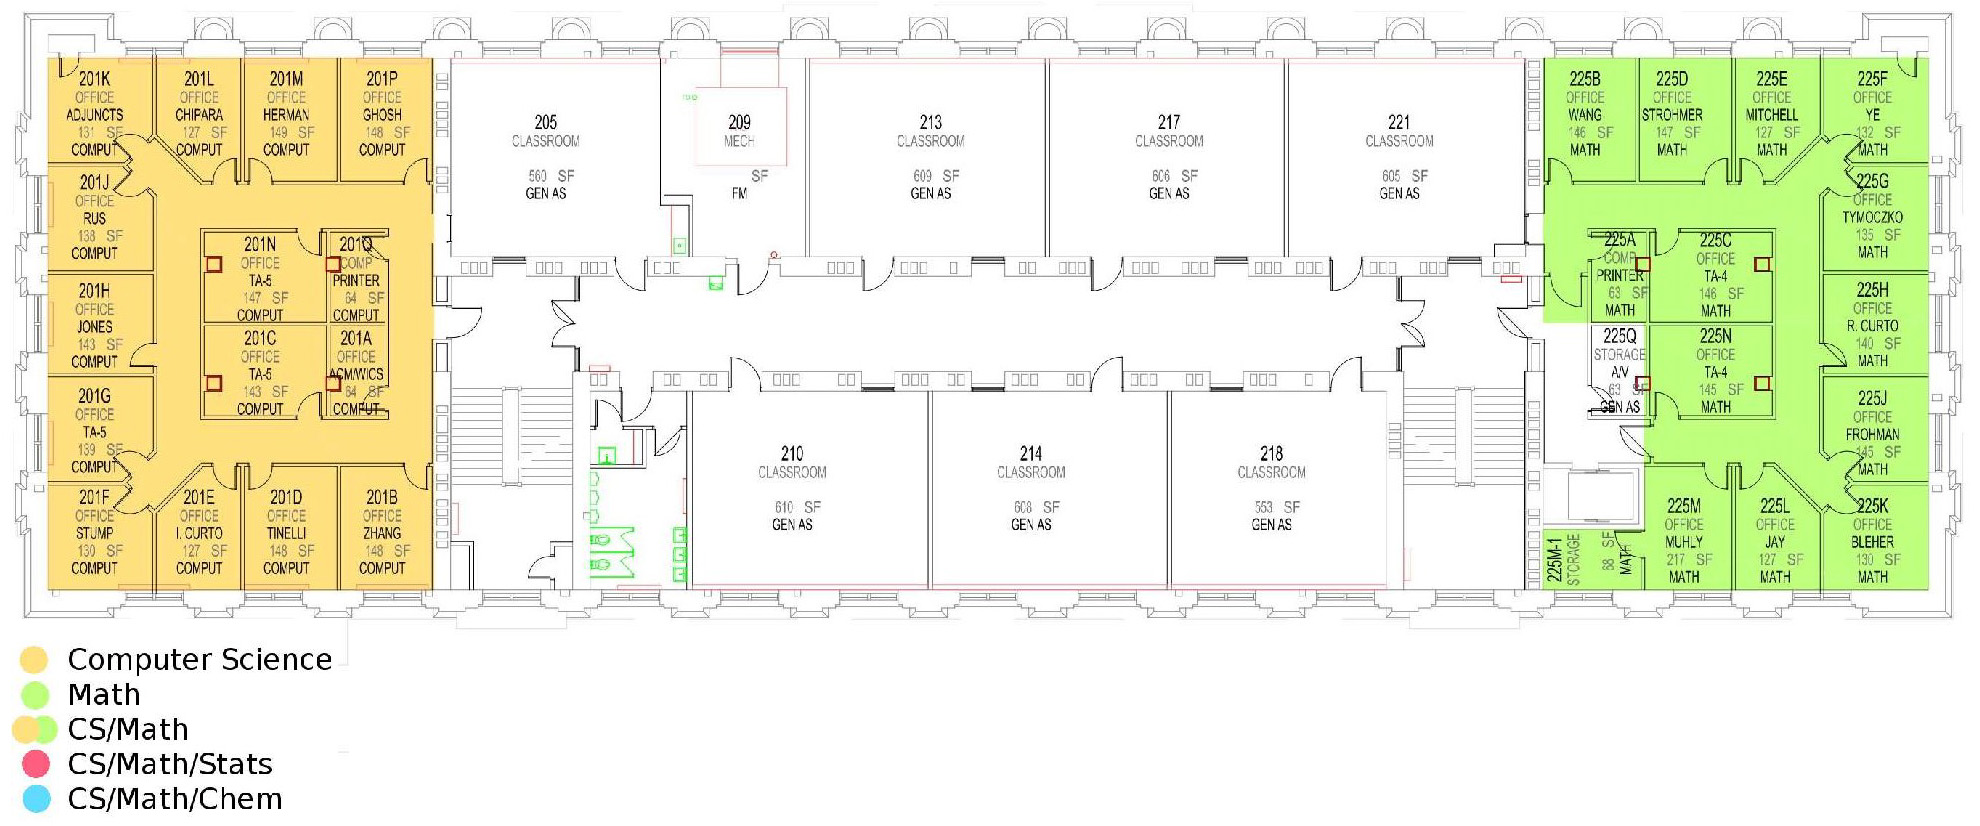 201K
OFFICE
ADJUNCTS
131 SF
COMPUT
201L
OFFICE
CHIPARA
127 SF
COMPUT
201M
OFFICE
HERMAN
149 SF
COMPUT
201P
OFFICE
GHOSH
148 SF
COMPUT
205
CLASSROOM
560 SF
GEN AS
209
MECH
SF
FM
213
CLASSROOM
609 SF
GEN AS
217
CLASSROOM
606 SF
GEN AS
221
CLASSROOM
605 SF
GEN AS
225B
OFFICE
WANG
146 SF
MATH
225D
OFFICE
STROHMER
147 SF
MATH
225E
OFFICE
MITCHELL
127 SF
MATH
225F
OFFICE
YE
132 SF
MATH
201J
OFFICE
RUS
138 SF
COMPUT
225G
OFFICE
TYMOCZKO
135 SF
MATH
201N
OFFICE
TA-5
147 SF
COMPUT
201Q
COMP
PRINTER
64 SF
COMPUT
225A
COMP
PRINTER
63 SF
MATH
225C
OFFICE
TA-4
146 SF
MATH
201H
OFFICE
JONES
143 SF
COMPUT
225H
OFFICE
R. CURTO
140 SF
MATH
201C
OFFICE
TA-5
143 SF
COMPUT
201A
OFFICE
ACM/WICS
64 SF
COMPUT
225Q
STORAGE
A/V
63 SF
GEN AS
225N
OFFICE
TA-4
145 SF
MATH
201G
OFFICE
TA-5
139 SF
COMPUT
225J
OFFICE
FROHMAN
145 SF
MATH
210
CLASSROOM
610 SF
GEN AS
214
CLASSROOM
608 SF
GEN AS
218
CLASSROOM
553 SF
GEN AS
201F
OFFICE
STUMP
130 SF
COMPUT
201E
OFFICE
I. CURTO
127 SF
COMPUT
201D
OFFICE
TINELLI
148 SF
COMPUT
201B
OFFICE
ZHANG
148 SF
COMPUT
225M-1
STORAGE
88 SF
MATH
225M
OFFICE
MUHLY
217 SF
MATH
225L
OFFICE
JAY
127 SF
MATH
225K
OFFICE
BLEHER
130 SF
MATH
Computer Science
Math
CS/Math
CS/Math/Stats
CS/Math/Chem